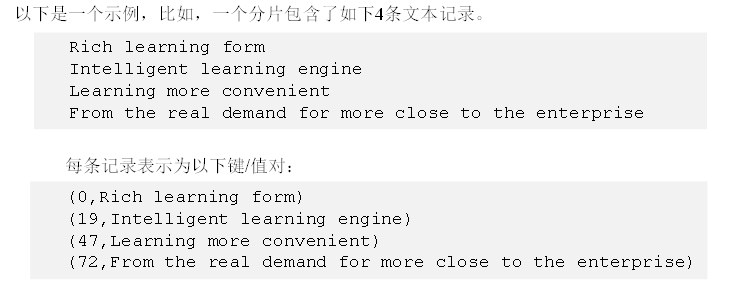 以下是一个示例，比如，一个分片包含了如下4条文本记录。
Rich learning form
Intelligent learning engine
Learning more convenient
From the real demand for more close to the enterprise
每条记录表示为以下键/值对：
(0,Rich learning form)
(19,Intelligent learning engine)
(47,Learning more convenient)
(72,From the real demand for more close to the enterprise)